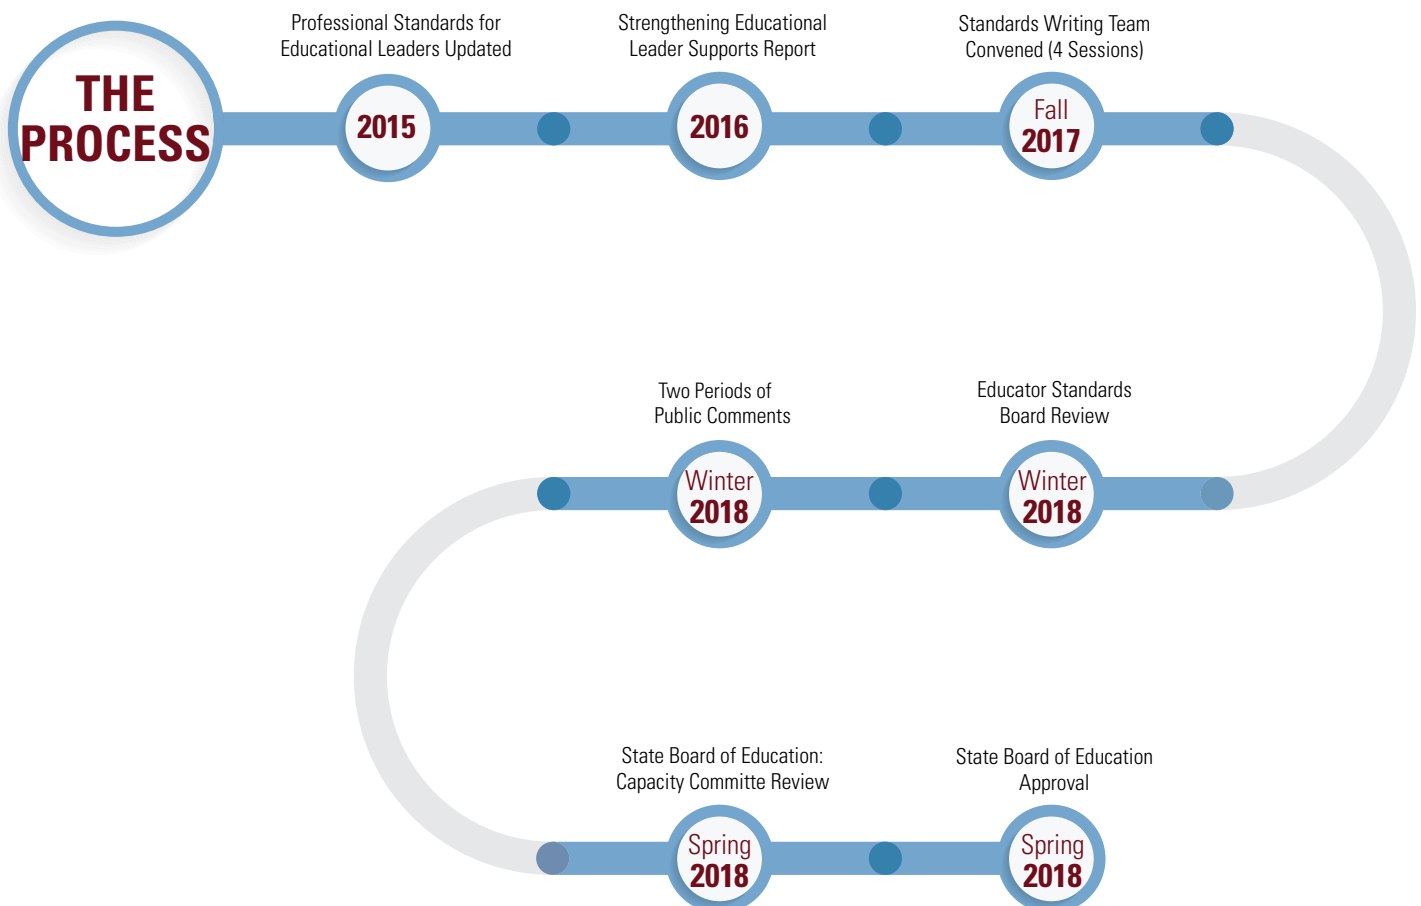 THE
PROCESS
Professional Standards for
Educational Leaders Updated
2015
Strengthening Educational
Leader Supports Report
2016
Standards Writing Team
Convened (4 Sessions)
Fall
2017
Educator Standards
Board Review
Winter
2018
Two Periods of
Public Comments
Winter
2018
State Board of Education:
Capacity Committe Review
Spring
2018
State Board of Education
Approval
Spring
2018